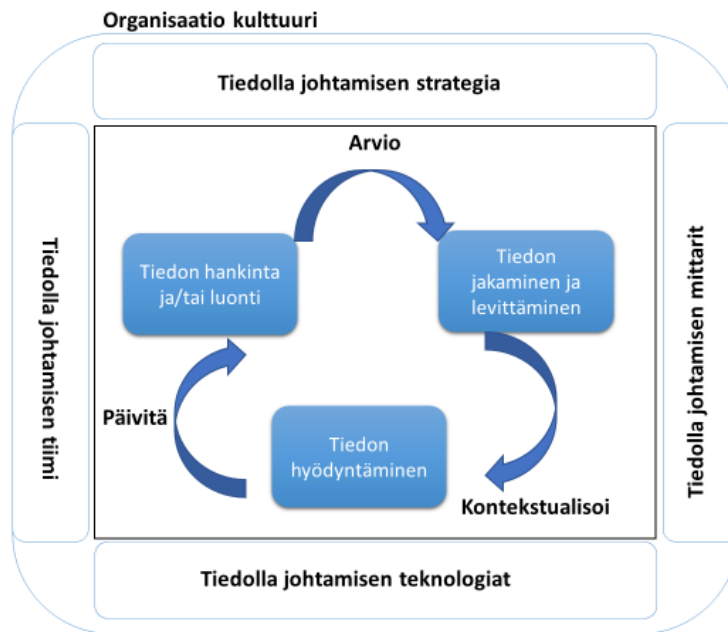 Organisaatio kulttuuri
Tiedolla johtamisen strategia
Arvio
Tiedon hankinta
ja/tai luonti
Tiedon
jakaminen ja
levittäminen
Tiedolla johtamisen tiimi
Tiedolla johtamisen mittarit
Päivitä
Tiedon
hyödyntäminen
Kontekstualisoi
Tiedolla johtamisen teknologiat